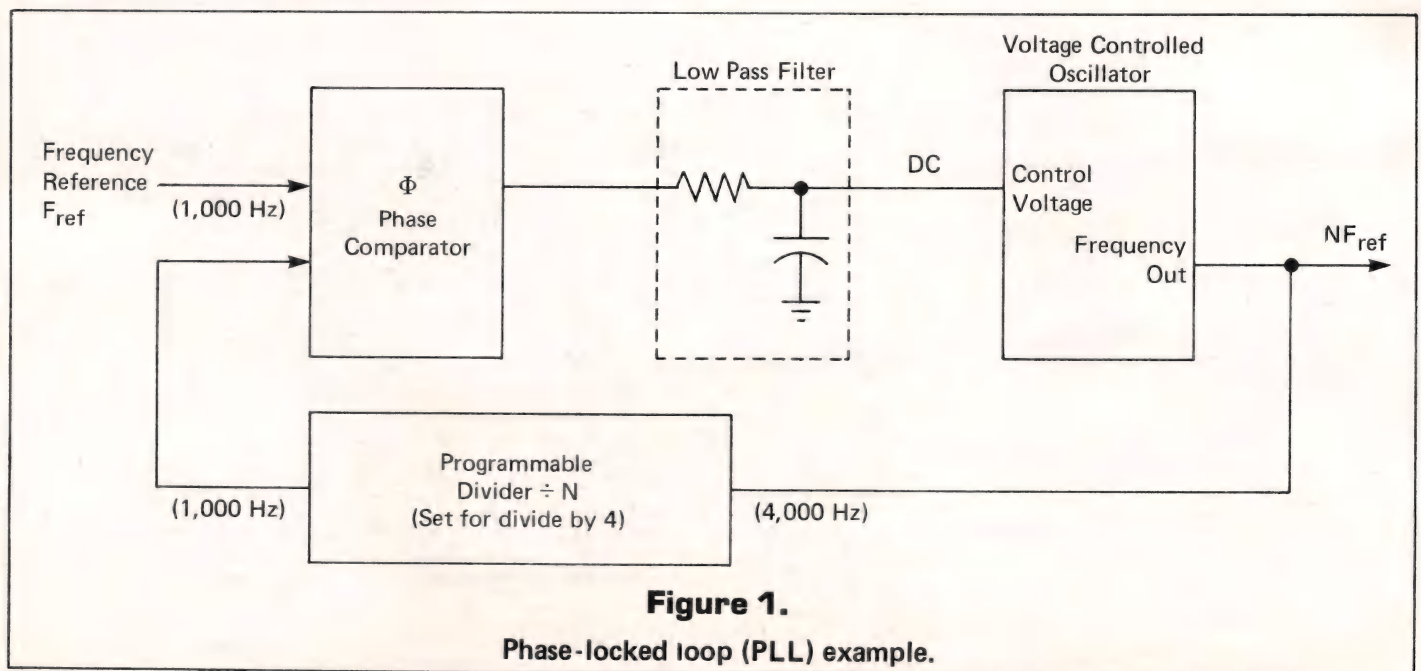 Voltage Controlled
Oscillator
Low Pass Filter
Frequency
Reference
F_ref
(1,000 Hz)
Φ
Phase
Comparator
DC
Control
Voltage
Frequency
Out
NF_ref
Programmable
Divider ÷ N
(Set for divide by 4)
(1,000 Hz)
(4,000 Hz)
Figure 1.
Phase-locked loop (PLL) example.